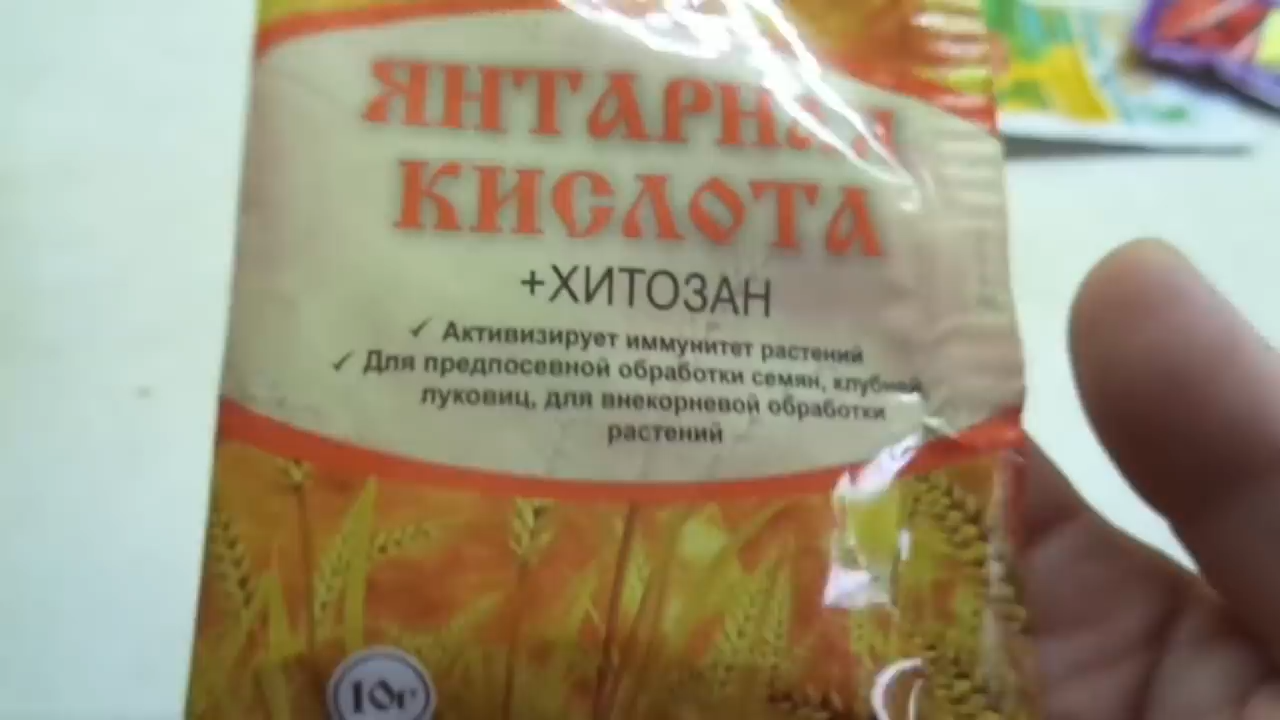 ЯНТАРНАЯ
КИСЛОТА
+ХИТОЗАН
✓ Активизирует иммунитет растений
✓ Для предпосевной обработки семян, клубней,
луковиц, для внекорневой обработки
растений
10г